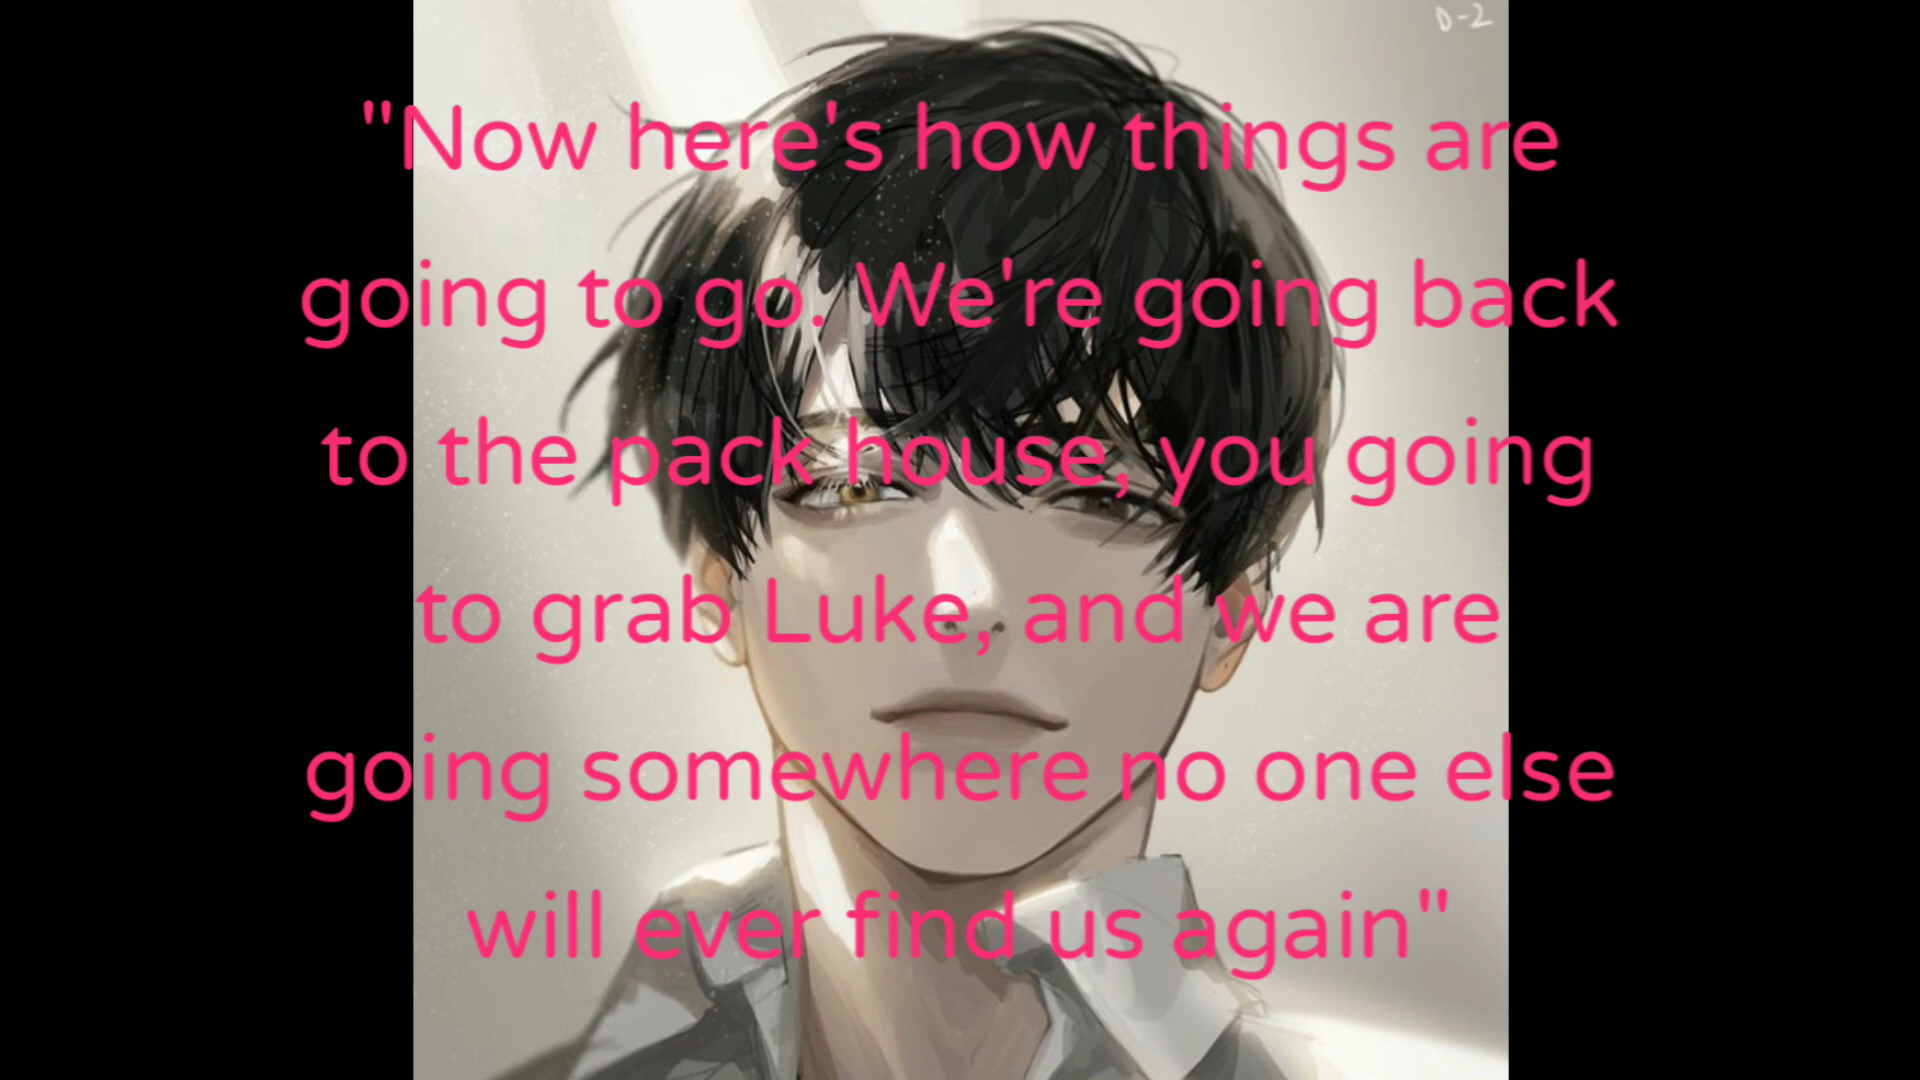 D-2
"Now here's how things are
going to go. We're going back
to the pack house, you going
to grab Luke, and we are
going somewhere no one else
will ever find us again"